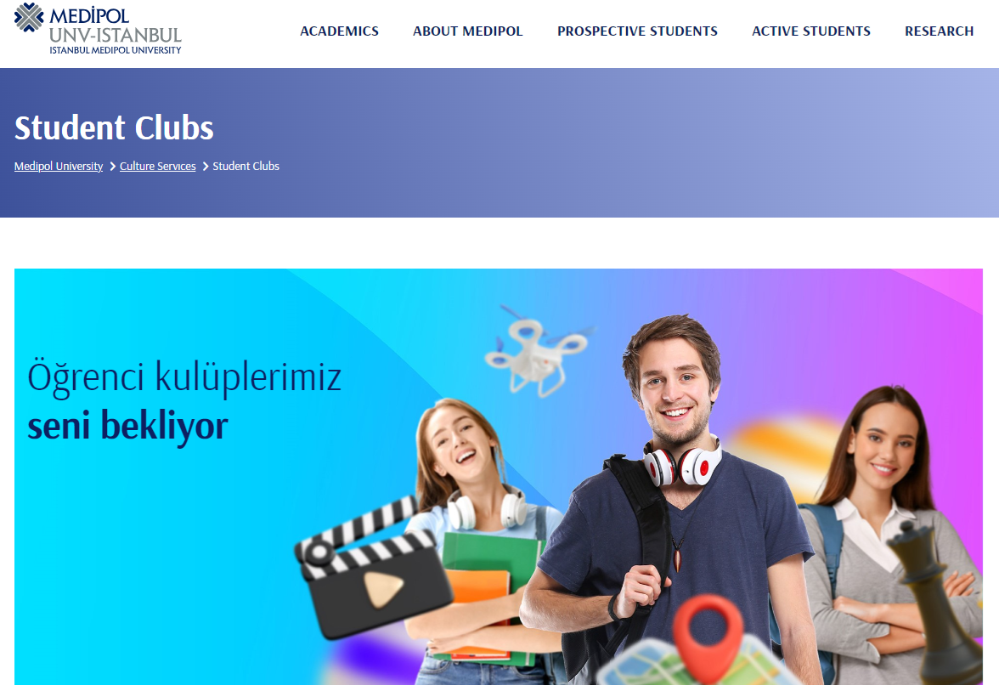 MEDİPOL
UNV-ISTANBUL
ISTANBUL MEDIPOL UNIVERSITY
ACADEMICS ABOUT MEDIPOL PROSPECTIVE STUDENTS ACTIVE STUDENTS RESEARCH
Student Clubs
Medipol University > Culture Services > Student Clubs
Öğrenci kulüplerimiz
seni bekliyor